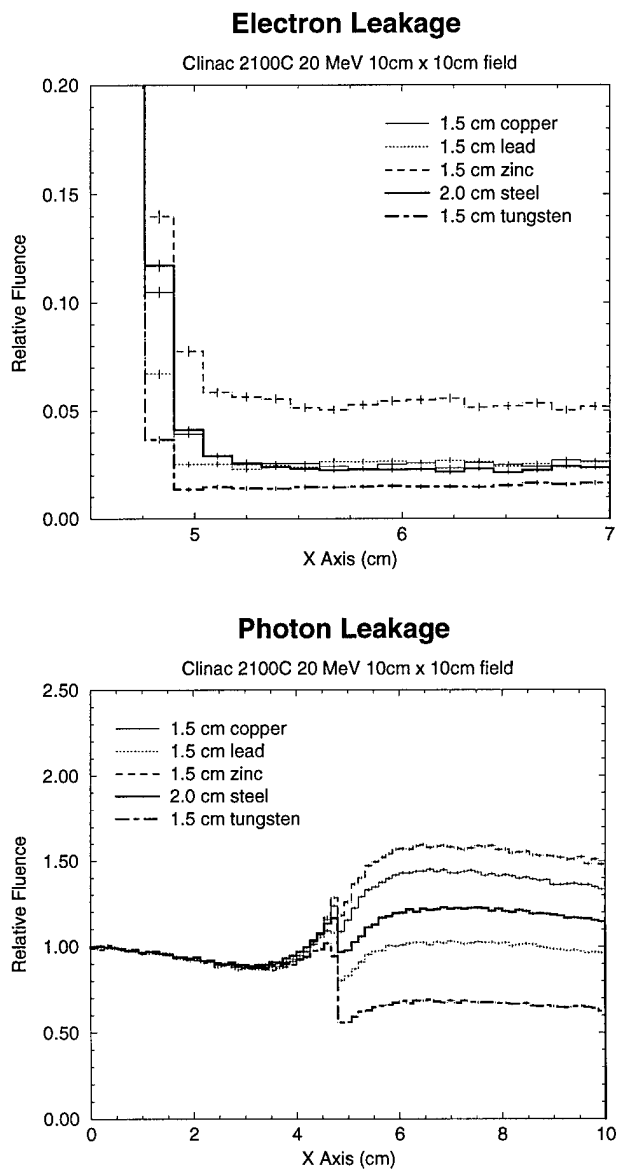 Electron Leakage
Clinac 2100C 20 MeV 10cm x 10cm field
0.20
0.15
0.10
0.05
0.00
Relative Fluence
1.5 cm copper
1.5 cm lead
1.5 cm zinc
2.0 cm steel
1.5 cm tungsten
5 6 7
X Axis (cm)
Photon Leakage
Clinac 2100C 20 MeV 10cm x 10cm field
2.50
2.00
1.50
1.00
0.50
0.00
Relative Fluence
1.5 cm copper
1.5 cm lead
1.5 cm zinc
2.0 cm steel
1.5 cm tungsten
0 2 4 6 8 10
X Axis (cm)